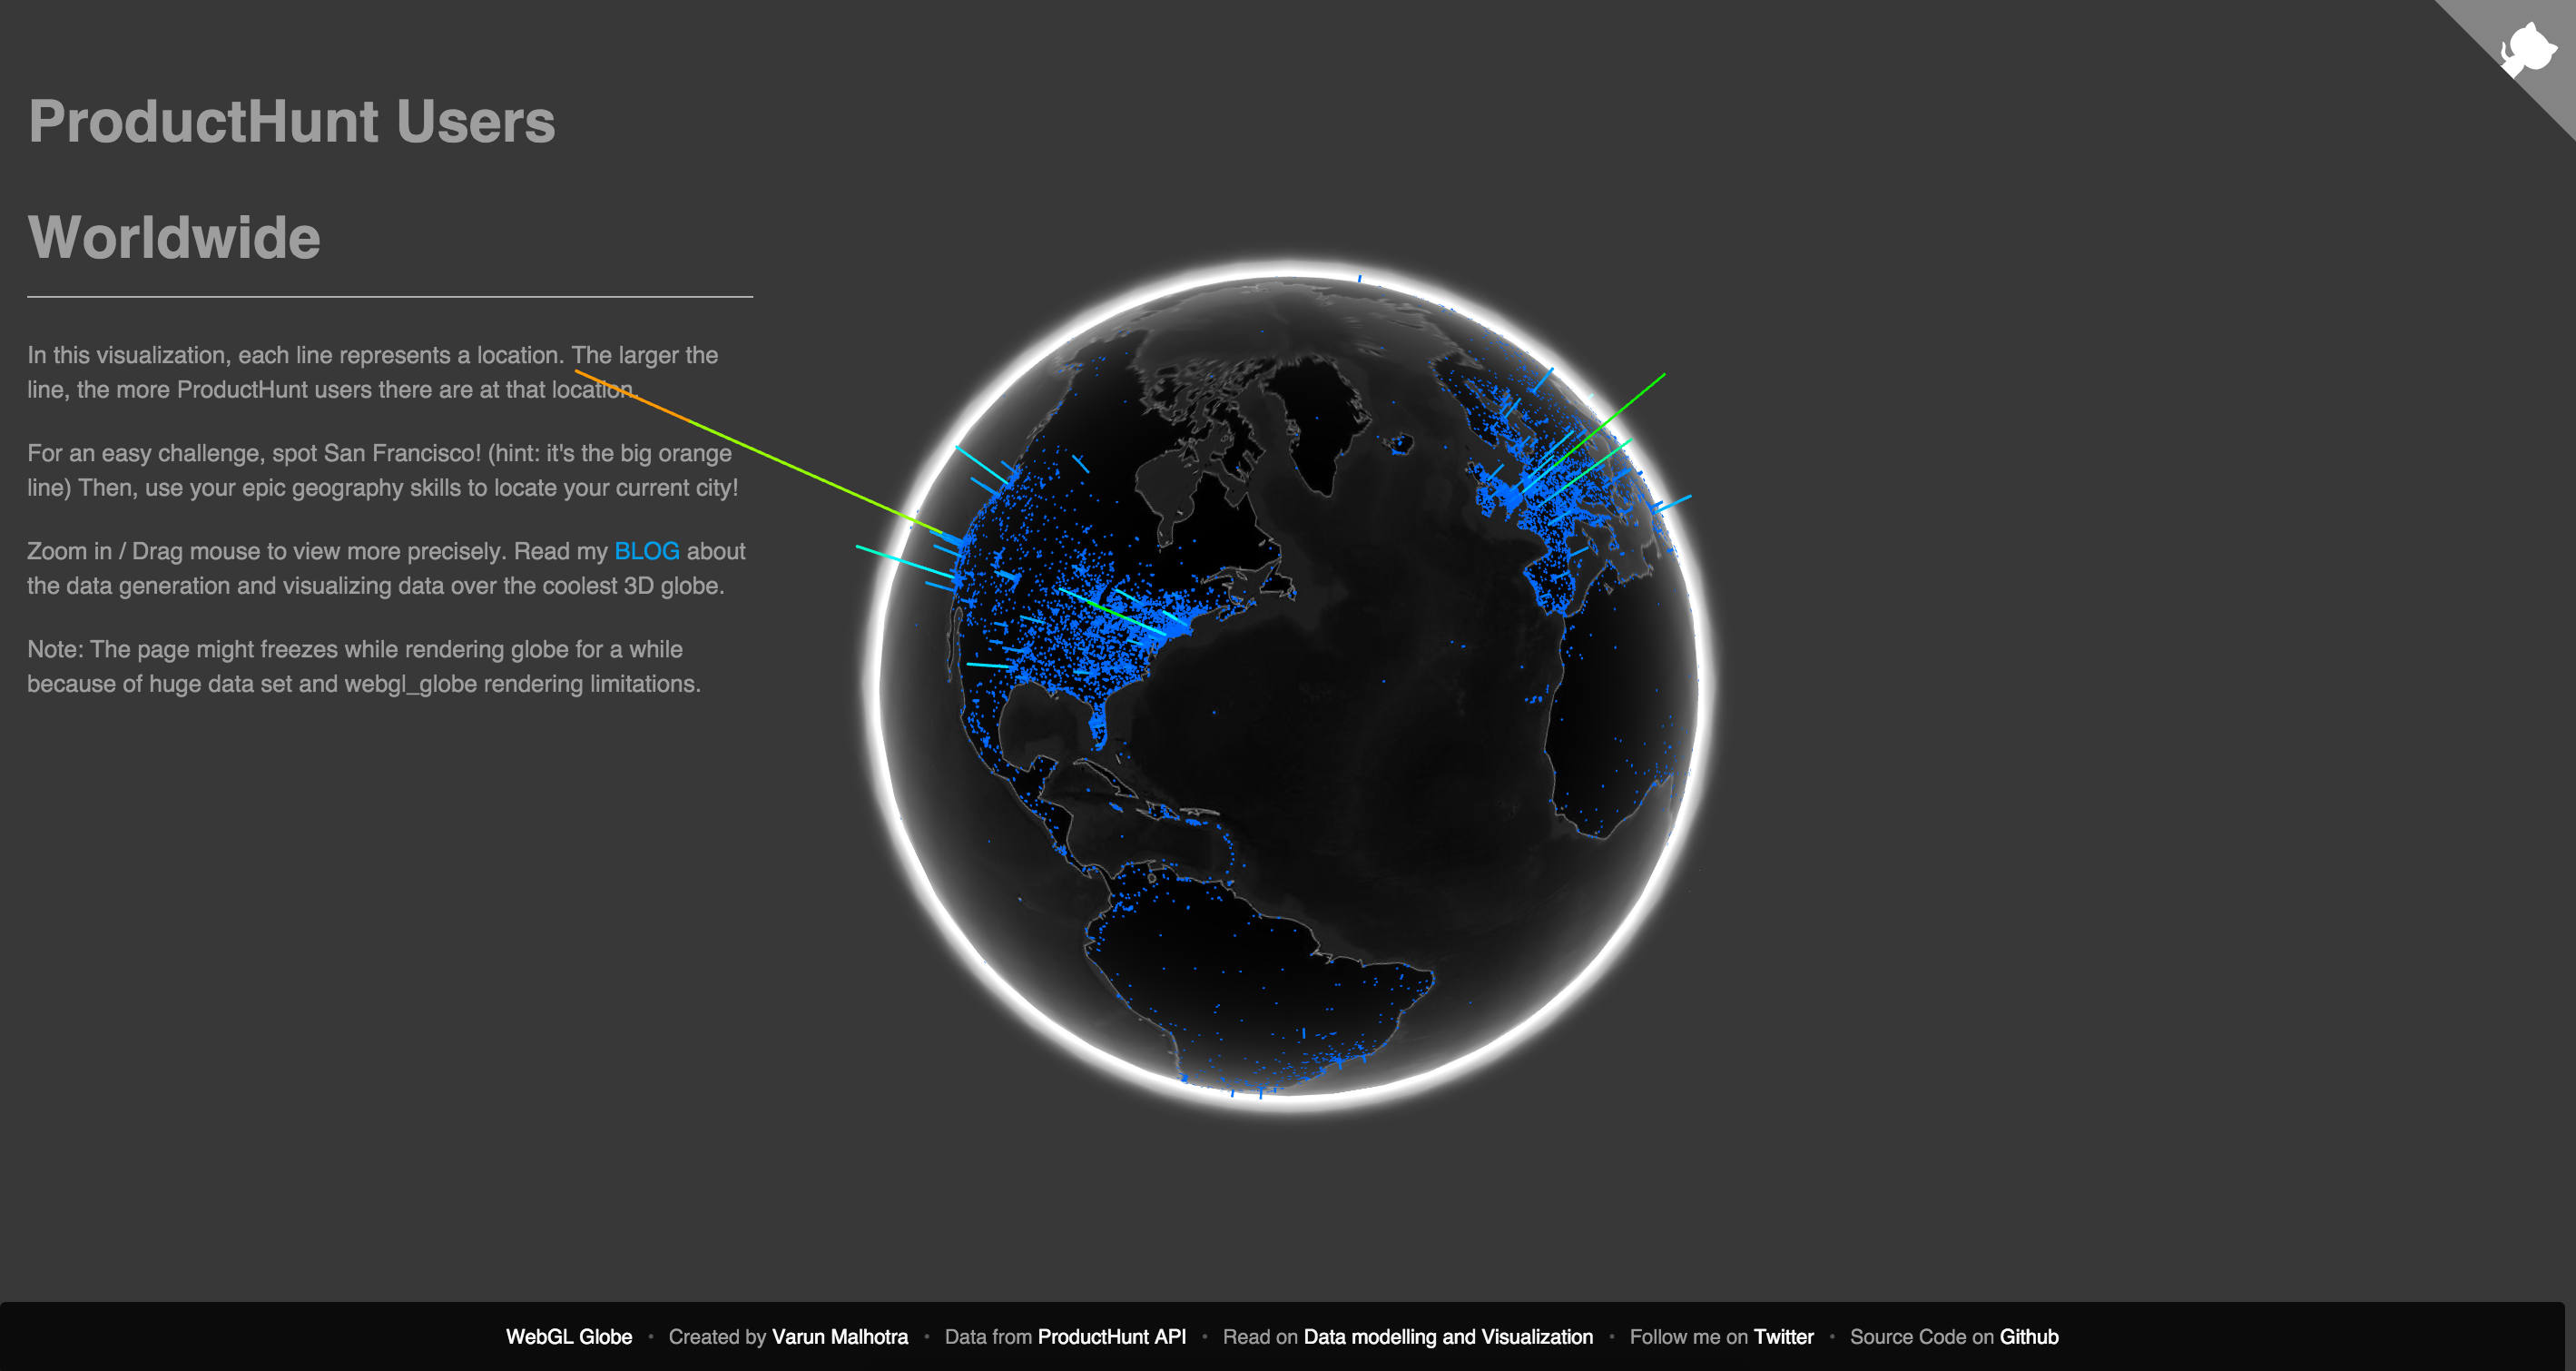 ProductHunt Users
Worldwide
In this visualization, each line represents a location. The larger the
line, the more ProductHunt users there are at that location.
For an easy challenge, spot San Francisco! (hint: it's the big orange
line) Then, use your epic geography skills to locate your current city!
Zoom in / Drag mouse to view more precisely. Read my BLOG about
the data generation and visualizing data over the coolest 3D globe.
Note: The page might freezes while rendering globe for a while
because of huge data set and webgl_globe rendering limitations.
WebGL Globe • Created by Varun Malhotra • Data from ProductHunt API • Read on Data modelling and Visualization • Follow me on Twitter • Source Code on Github